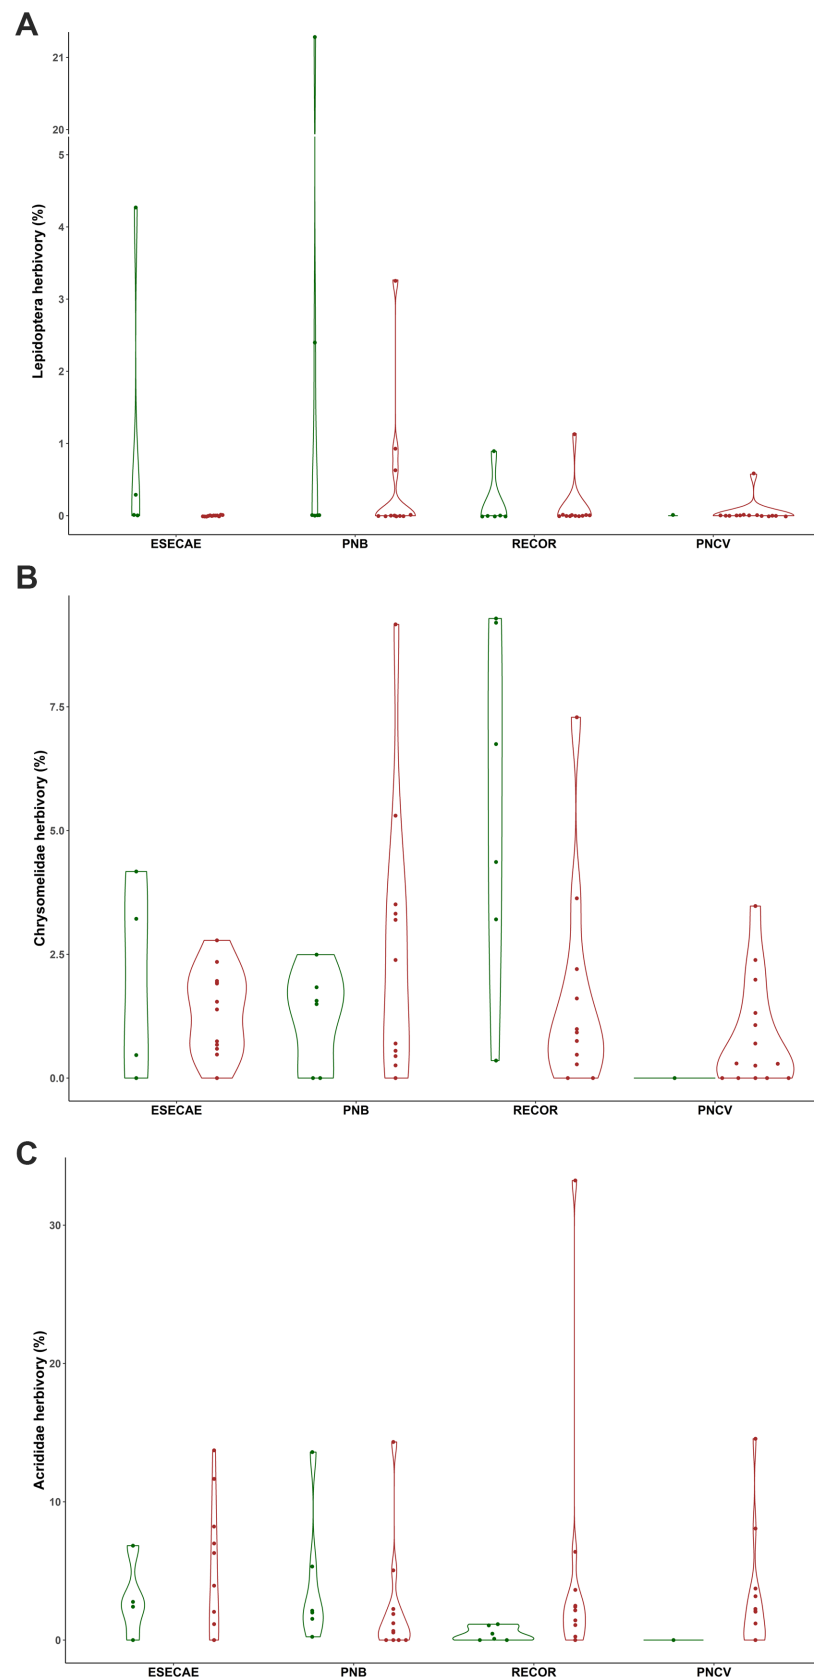 A
Lepidoptera herbivory (%)
21
20
5
4
3
2
1
0
ESECAE PNB RECOR PNCV
B
Chrysomelidae herbivory (%)
7.5
5.0
2.5
0.0
ESECAE PNB RECOR PNCV
C
Acrididae herbivory (%)
30
20
10
0
ESECAE PNB RECOR PNCV